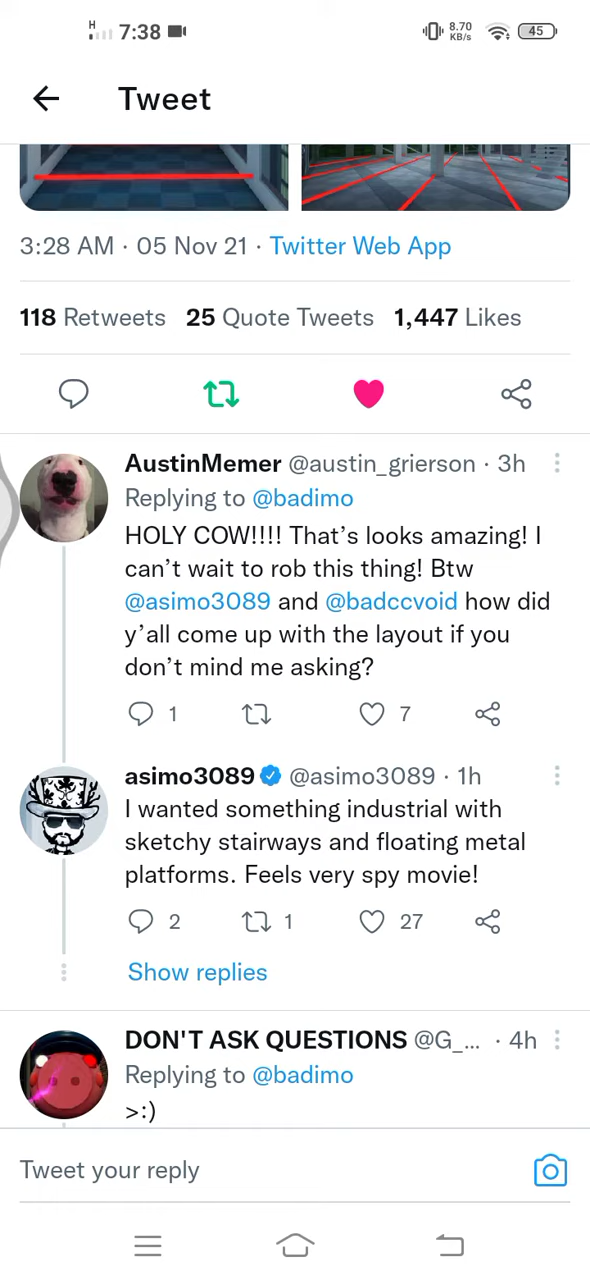 H 7:38 8.70 KB/s 45
Tweet
3:28 AM · 05 Nov 21 · Twitter Web App
118 Retweets 25 Quote Tweets 1,447 Likes
AustinMemer @austin_grierson · 3h
Replying to @badimo
HOLY COW!!!! That’s looks amazing! I
can’t wait to rob this thing! Btw
@asimo3089 and @badccvoid how did
y’all come up with the layout if you
don’t mind me asking?
1 7
asimo3089 @asimo3089 · 1h
I wanted something industrial with
sketchy stairways and floating metal
platforms. Feels very spy movie!
2 1 27
Show replies
DON'T ASK QUESTIONS @G_... · 4h
Replying to @badimo
>:)
Tweet your reply